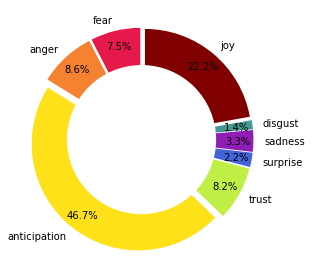 fear
joy
anger
7.5%
22.2%
8.6%
disgust
1.4%
sadness
3.3%
surprise
2.2%
trust
8.2%
46.7%
anticipation